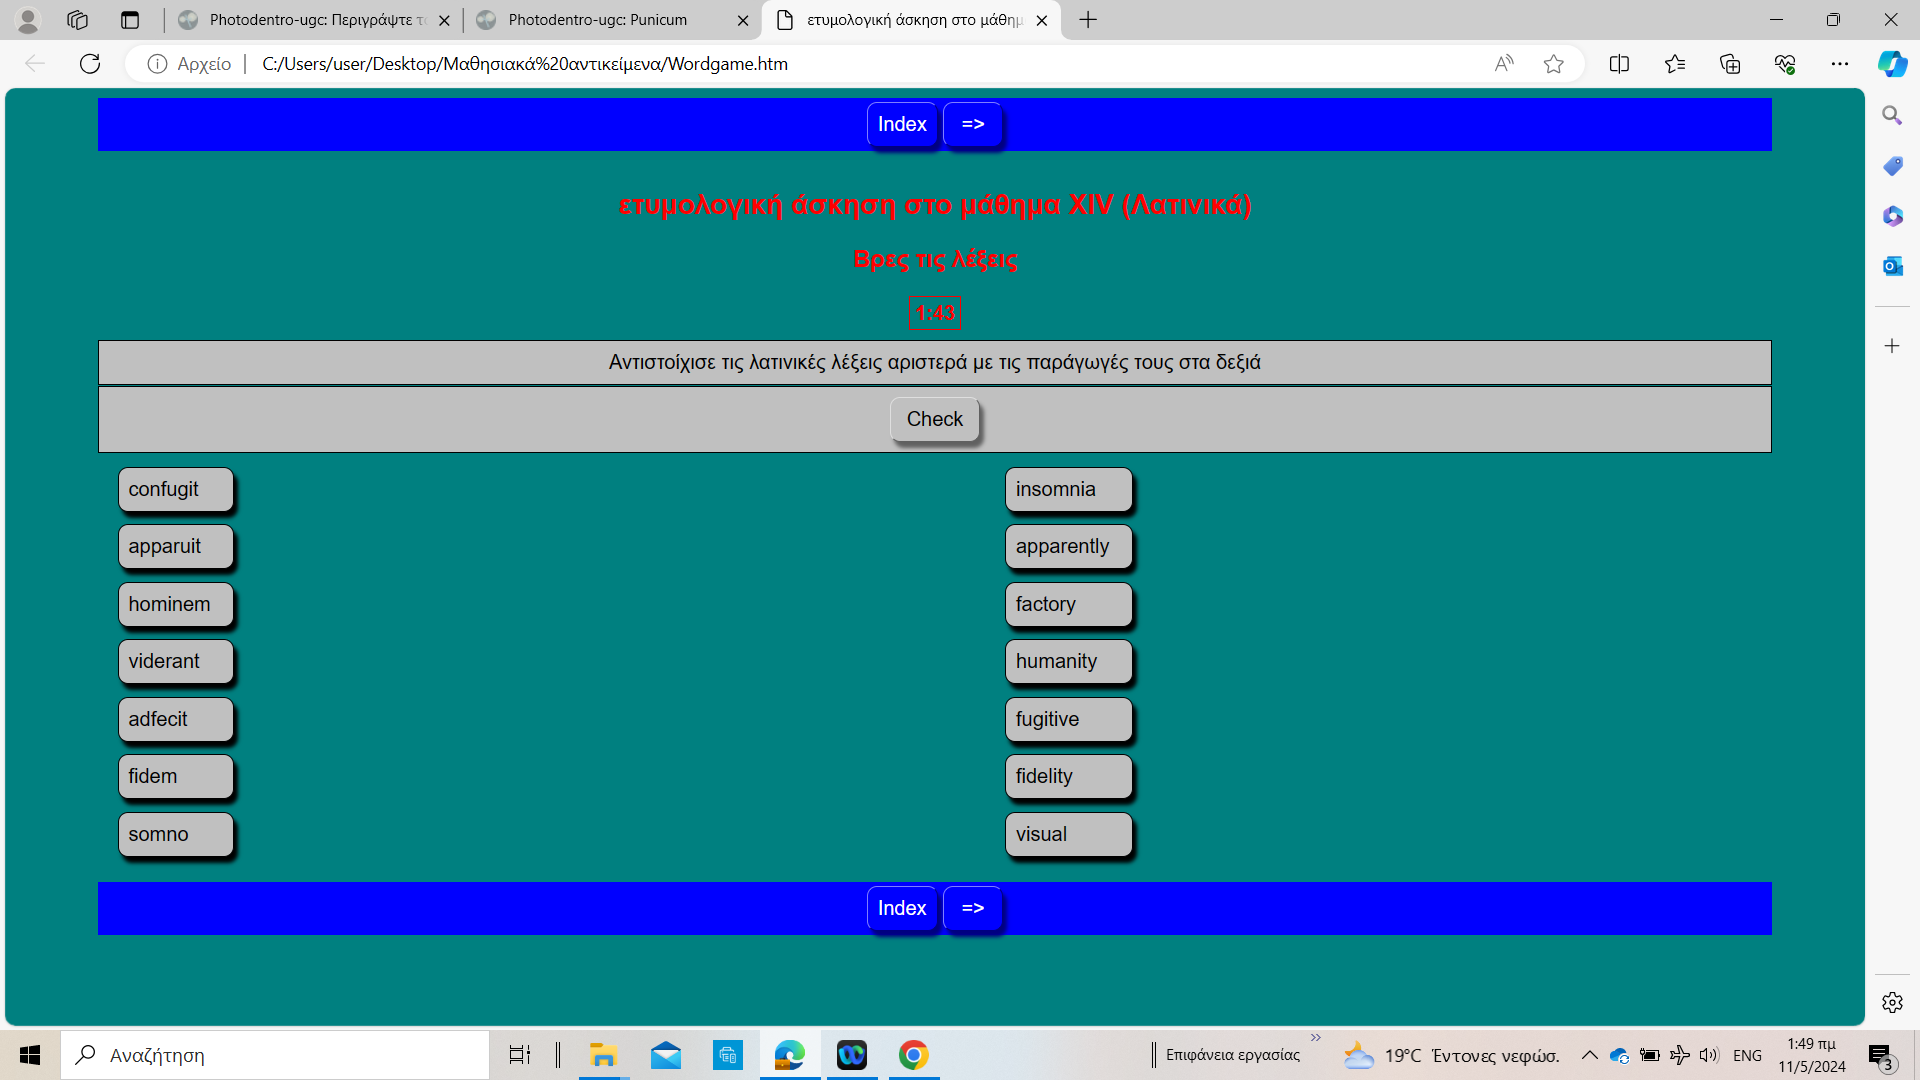 Photodentro-ugc: Περιγράψτε τ
Photodentro-ugc: Punicum
ετυμολογική άσκηση στο μάθημ
Αρχείο
C:/Users/user/Desktop/Μαθησιακά%20αντικείμενα/Wordgame.htm
Index =>
ετυμολογική άσκηση στο μάθημα XIV (Λατινικά)
Βρες τις λέξεις
1:43
Αντιστοίχισε τις λατινικές λέξεις αριστερά με τις παράγωγές τους στα δεξιά
Check
confugit insomnia
apparuit apparently
hominem factory
viderant humanity
adfecit fugitive
fidem fidelity
somno visual
Index =>
Αναζήτηση
Επιφάνεια εργασίας
19°C Έντονες νεφώσ.
ENG
1:49 πμ
11/5/2024
3